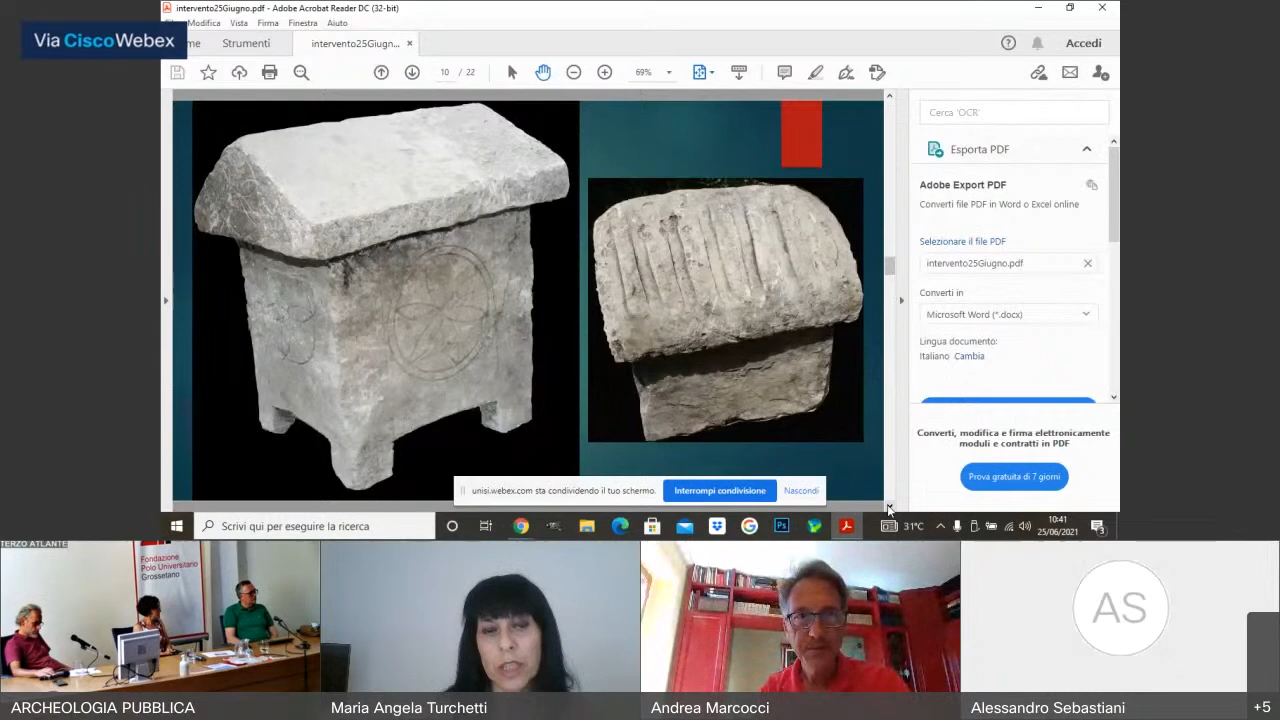 intervento25Giugno.pdf - Adobe Acrobat Reader DC (32-bit)
Modifica Vista Firma Finestra Aiuto
Via CiscoWebex
Strumenti
intervento25Giugn... ×
Accedi
10 / 22
69%
Cerca 'OCR'
Esporta PDF
Adobe Export PDF
Converti file PDF in Word o Excel online
Selezionare il file PDF
intervento25Giugno.pdf
Converti in
Microsoft Word (*.docx)
Lingua documento:
Italiano Cambia
Converti, modifica e firma elettronicamente
moduli e contratti in PDF
Prova gratuita di 7 giorni
unisi.webex.com sta condividendo il tuo schermo.
Interrompi condivisione
Nascondi
Scrivi qui per eseguire la ricerca
Ps
31°C
10:41
25/06/2021
3
TERZO ATLANTE
Fondazione
Polo Universitario
Grossetano
AS
ARCHEOLOGIA PUBBLICA
Maria Angela Turchetti
Andrea Marcocci
Alessandro Sebastiani
+5